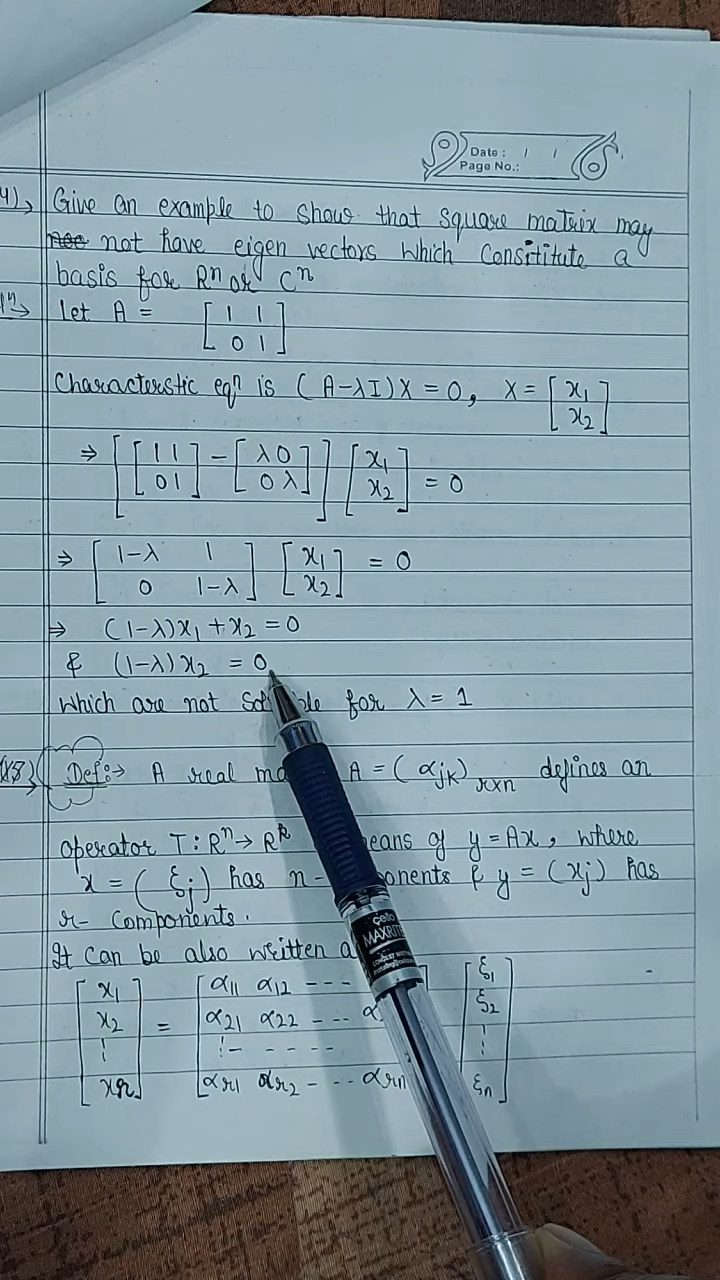 Date : / /
Page No.:
4)→ Give an example to show that square matrix may
not have eigen vectors which constitute a
basis for Rⁿ or Cⁿ
let A = [1 1
0 1]
Characterstic eqⁿ is (A-λI)X = 0, X = [x₁
x₂]
⇒ [[1 1
0 1] - [λ 0
0 λ]] [x₁
x₂] = 0
⇒ [1-λ 1
0 1-λ] [x₁
x₂] = 0
⇒ (1-λ)x₁ + x₂ = 0
& (1-λ)x₂ = 0
which are not for λ = 1
Def:→ A real A = (αjk)r×n defines an
operator T: Rⁿ → Rʳ of y = Ax, where
x = (ξj) has n- & y = (xj) has
r- components.
It can be also written
[x₁
x₂
⋮
xr] = [α11 α12 ---
α21 α22 - --
- - - - -
αr1 αr2 - -- αrn] [ξ₁
ξ₂
⋮
ξn]
cello
MAXRITER